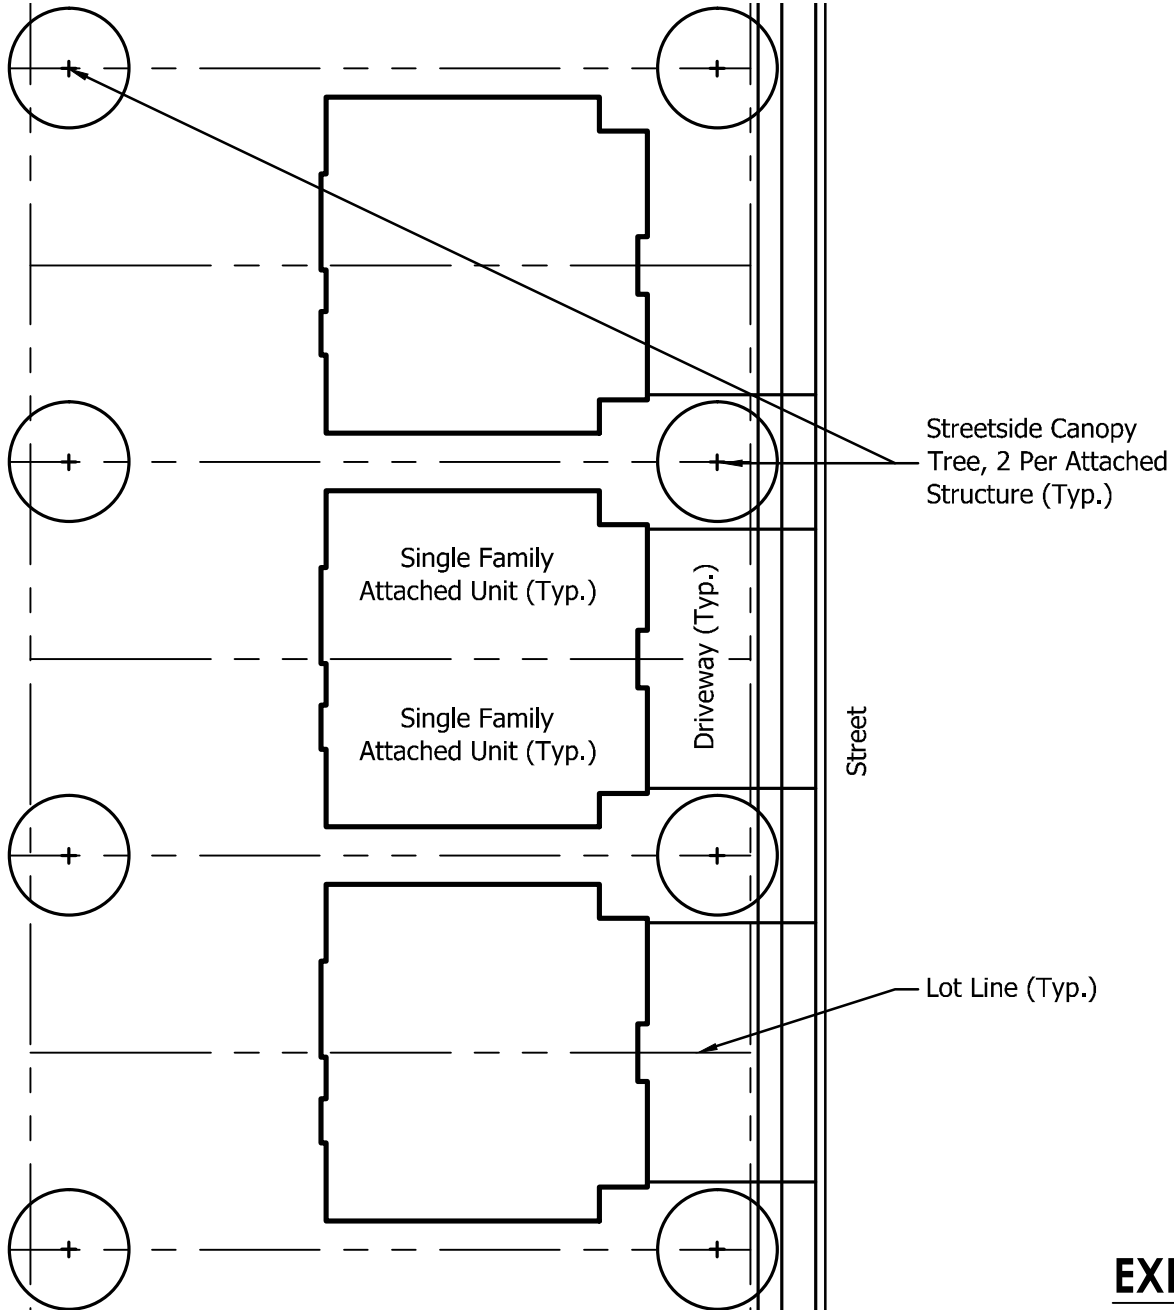 Streetside Canopy
Tree, 2 Per Attached
Structure (Typ.)
Single Family
Attached Unit (Typ.)
Driveway (Typ.)
Single Family
Attached Unit (Typ.)
Street
Lot Line (Typ.)